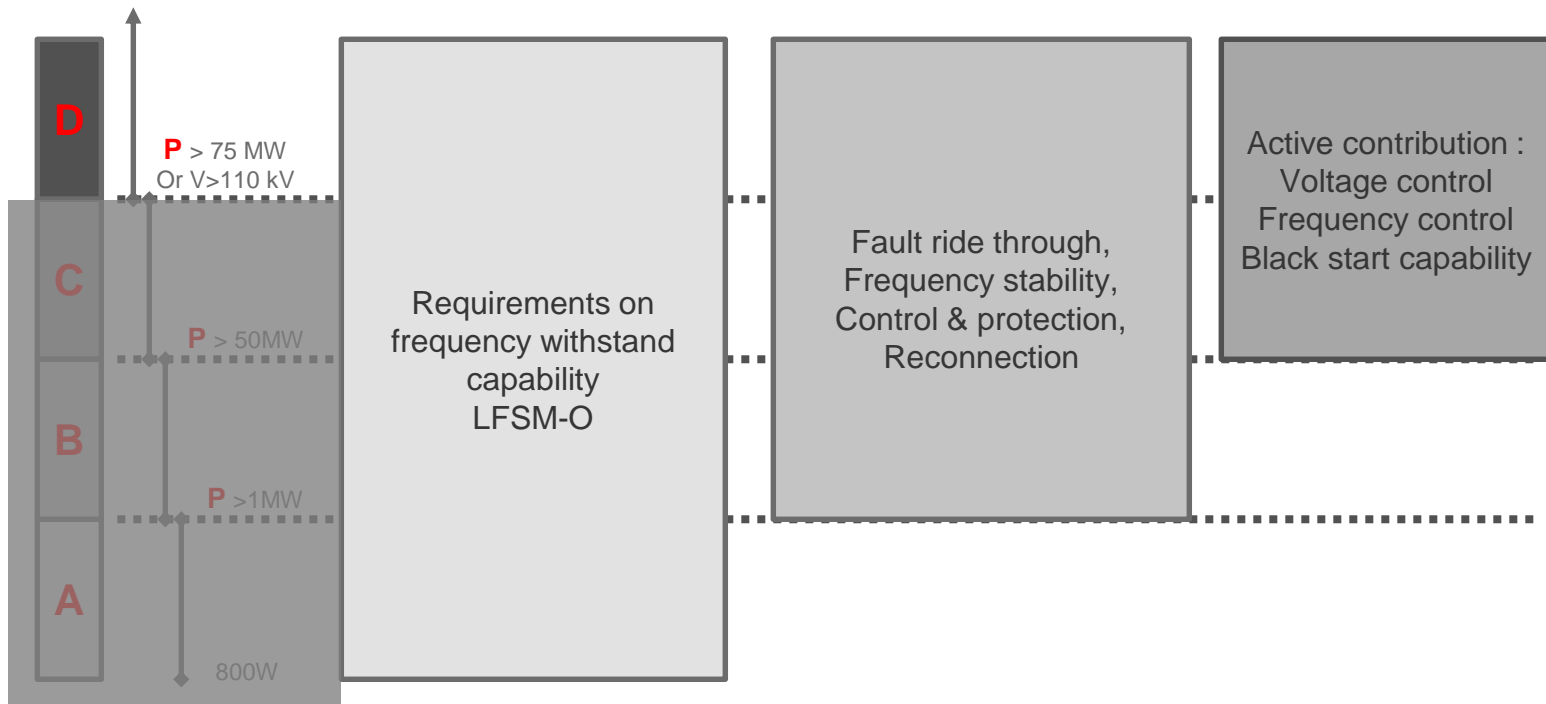 D
P > 75 MW
Or V>110 kV
C
P > 50MW
B
P >1MW
A
800W
Requirements on
frequency withstand
capability
LFSM-O
Fault ride through,
Frequency stability,
Control & protection,
Reconnection
Active contribution :
Voltage control
Frequency control
Black start capability